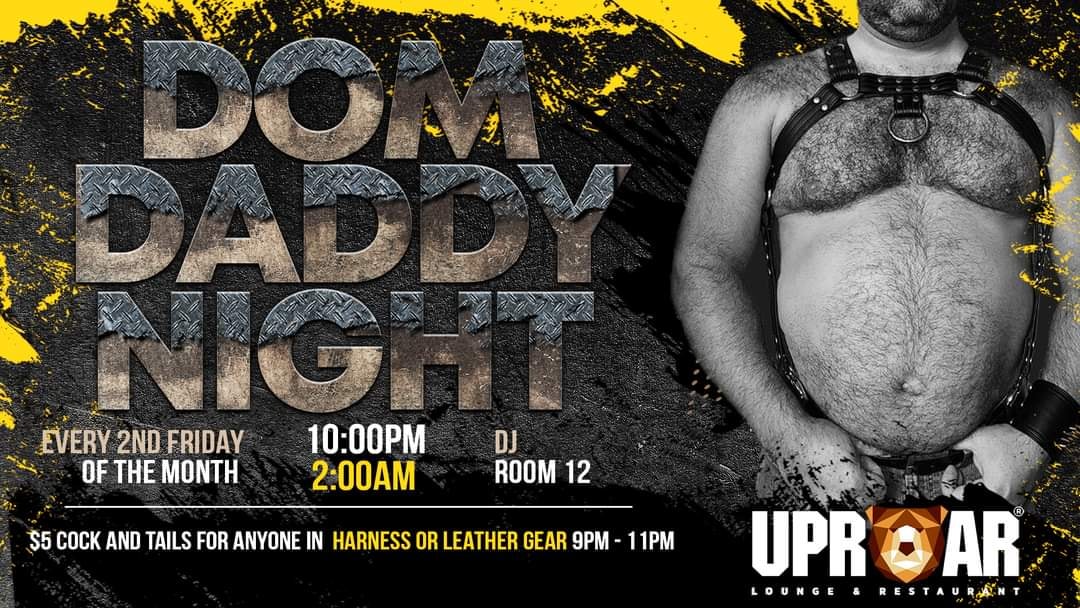 DOM
DADDY
NIGHT
EVERY 2ND FRIDAY
OF THE MONTH
10:00PM
2:00AM
DJ
ROOM 12
$5 COCK AND TAILS FOR ANYONE IN HARNESS OR LEATHER GEAR 9PM - 11PM
UPROAR®
LOUNGE & RESTAURANT